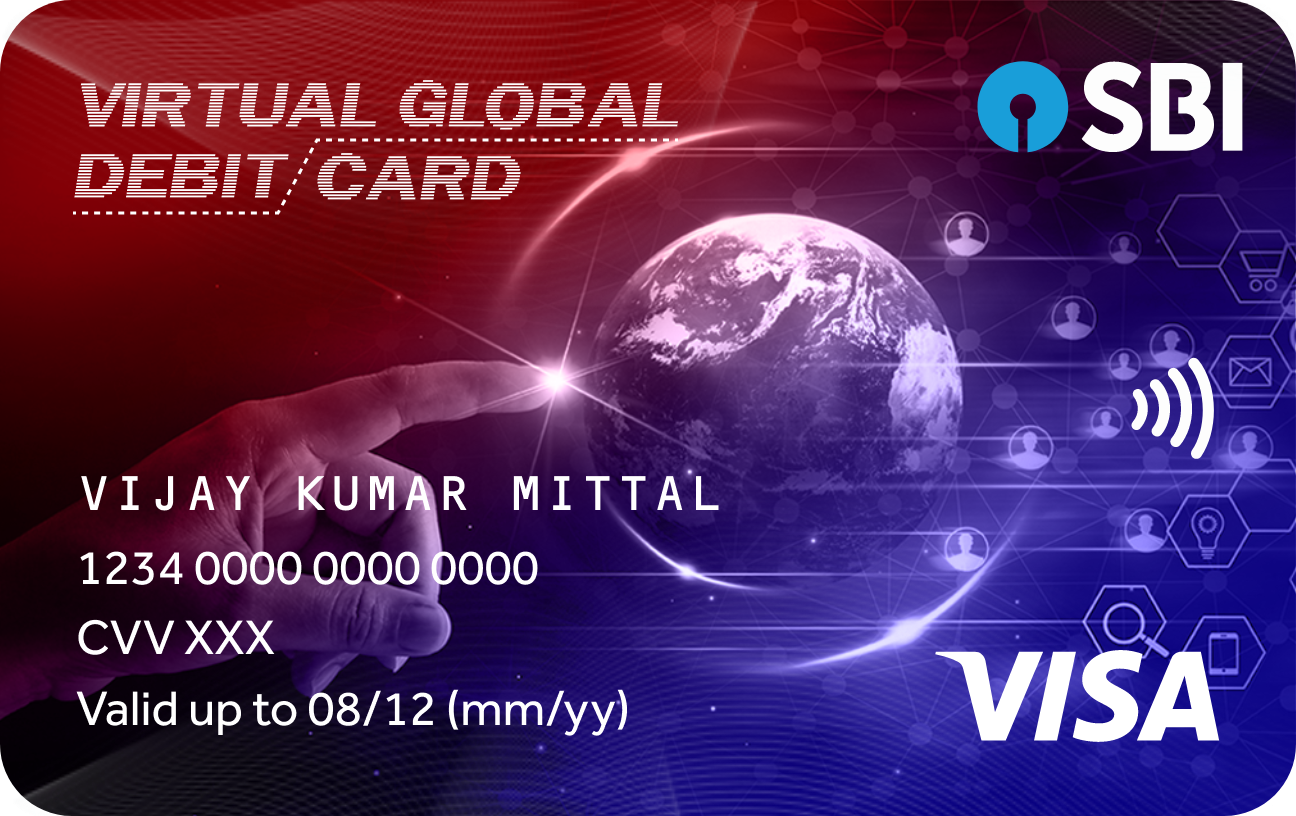 VIRTUAL GLOBAL
DEBIT CARD
SBI
VIJAY KUMAR MITTAL
1234 0000 0000 0000
CVV XXX
Valid up to 08/12 (mm/yy)
VISA